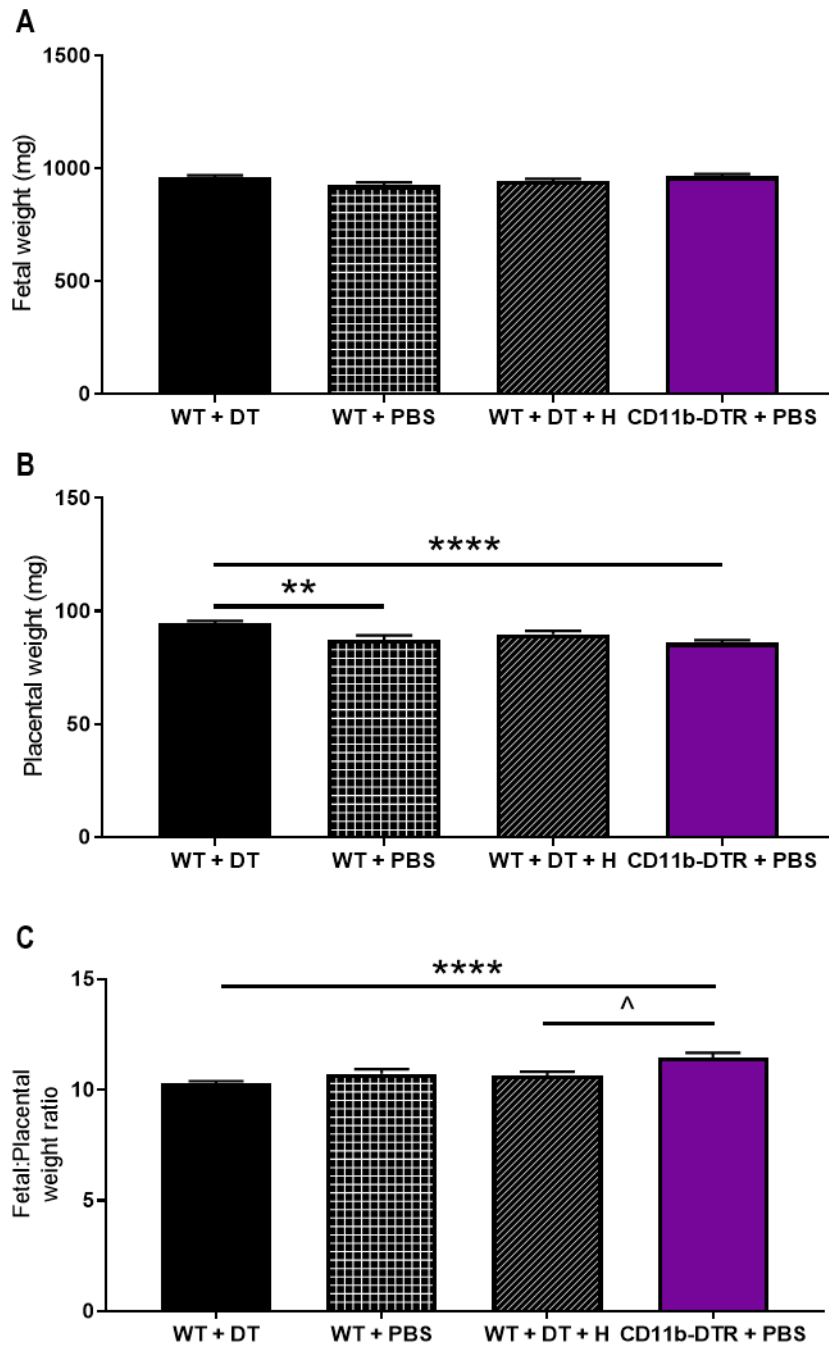 A
Fetal weight (mg)
1500
1000
500
0
WT + DT WT + PBS WT + DT + H CD11b-DTR + PBS
B
Placental weight (mg)
150
100
50
0
****
**
WT + DT WT + PBS WT + DT + H CD11b-DTR + PBS
C
Fetal:Placental
weight ratio
15
10
5
0
****
^
WT + DT WT + PBS WT + DT + H CD11b-DTR + PBS